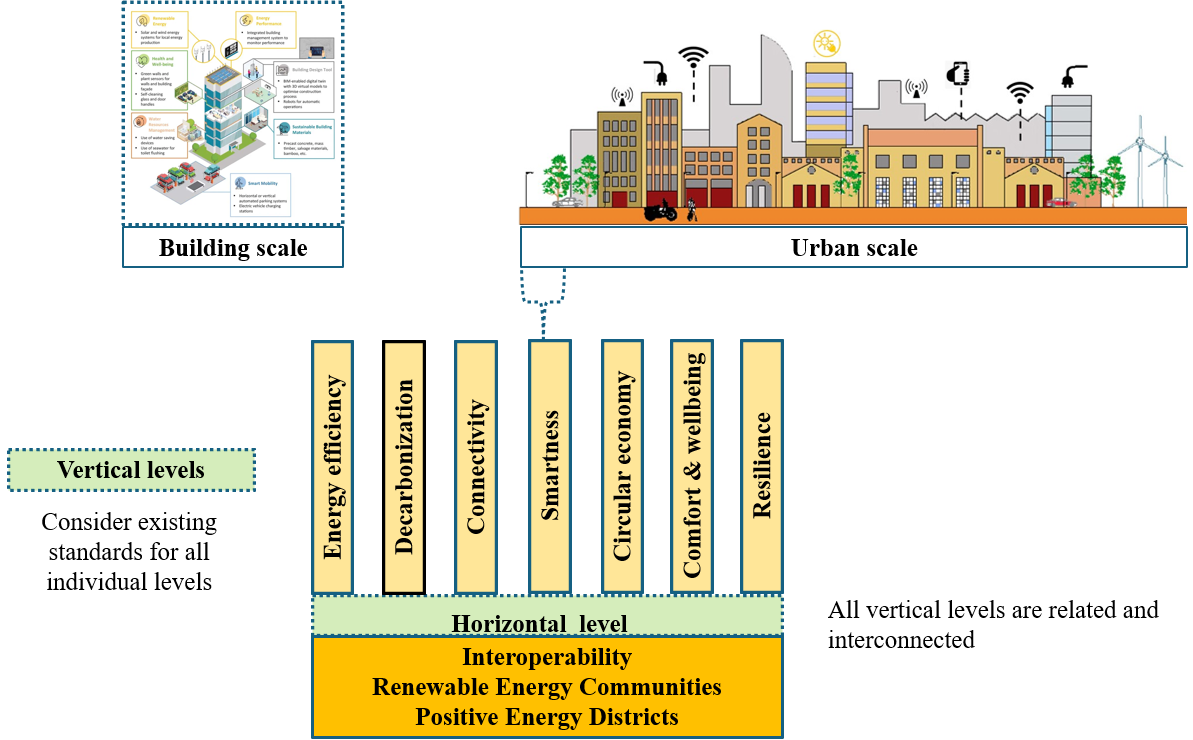 Renewable
Energy
Solar and wind energy
systems for local energy
production
Energy
Performance
Integrated building
management system to
monitor performance
Health and
Well-being
Green walls and
plant sensors for
walls and building
façade
Self-cleaning
glass and door
handles
Building Design Tool
BIM-enabled digital twin
with 3D virtual models to
optimise construction
process
Robots for automatic
operations
Water
Resources
Management
Use of water saving
devices
Use of seawater for
toilet flushing
Sustainable Building
Materials
Precast concrete, mass
timber, salvage materials,
bamboo, etc.
Smart Mobility
Horizontal or vertical
automated parking systems
Electric vehicle charging
stations
Building scale
Urban scale
Energy efficiency
Decarbonization
Connectivity
Smartness
Circular economy
Comfort & wellbeing
Resilience
Vertical levels
Consider existing
standards for all
individual levels
Horizontal level
Interoperability
Renewable Energy Communities
Positive Energy Districts
All vertical levels are related and
interconnected